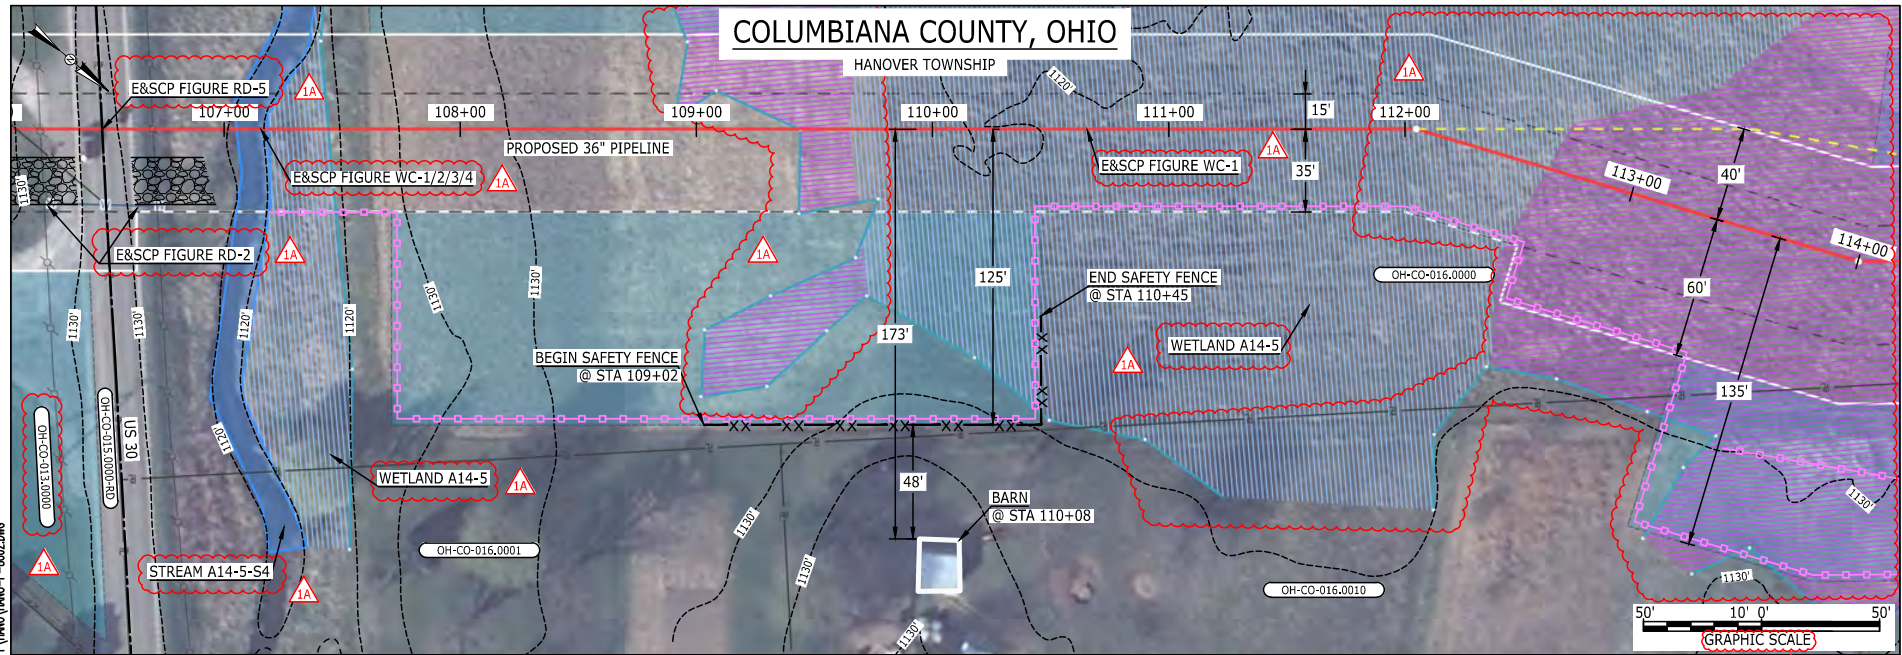 COLUMBIANA COUNTY, OHIO
HANOVER TOWNSHIP
E&SCP FIGURE RD-5
1A
107+00
108+00
109+00
110+00
111+00
112+00
113+00
114+00
PROPOSED 36" PIPELINE
E&SCP FIGURE WC-1/2/3/4
1A
E&SCP FIGURE WC-1
1A
1A
15'
35'
40'
60'
135'
1120'
1130'
E&SCP FIGURE RD-2
1A
1A
1130'
1130'
1120'
1120'
1130'
1130'
125'
173'
END SAFETY FENCE
@ STA 110+45
OH-CO-016.0000
WETLAND A14-5
1A
BEGIN SAFETY FENCE
@ STA 109+02
OH-CO-013.0000
OH-CO-015.0000-RD
US 30
1120'
WETLAND A14-5
1A
48'
BARN
@ STA 110+08
1130'
1130'
1130'
1130'
1130'
OH-CO-016.0001
OH-CO-016.0010
STREAM A14-5-S4
1A
1A
50'
10'
0'
50'
GRAPHIC SCALE